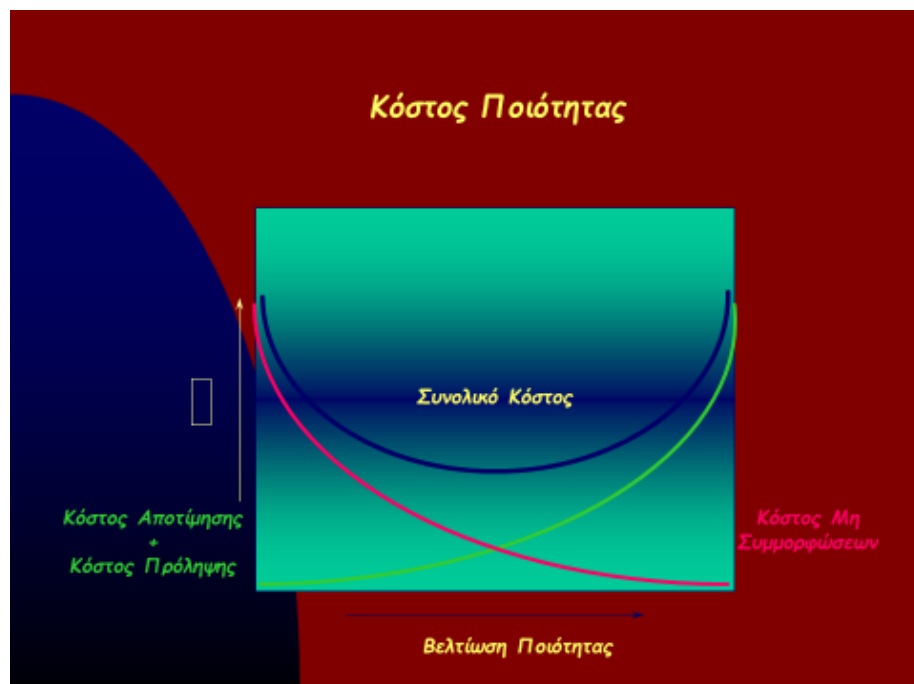 Κόστος Ποιότητας
Συνολικό Κόστος
Κόστος Αποτίμησης
+
Κόστος Πρόληψης
Κόστος Μη
Συμμορφώσεων
Βελτίωση Ποιότητας